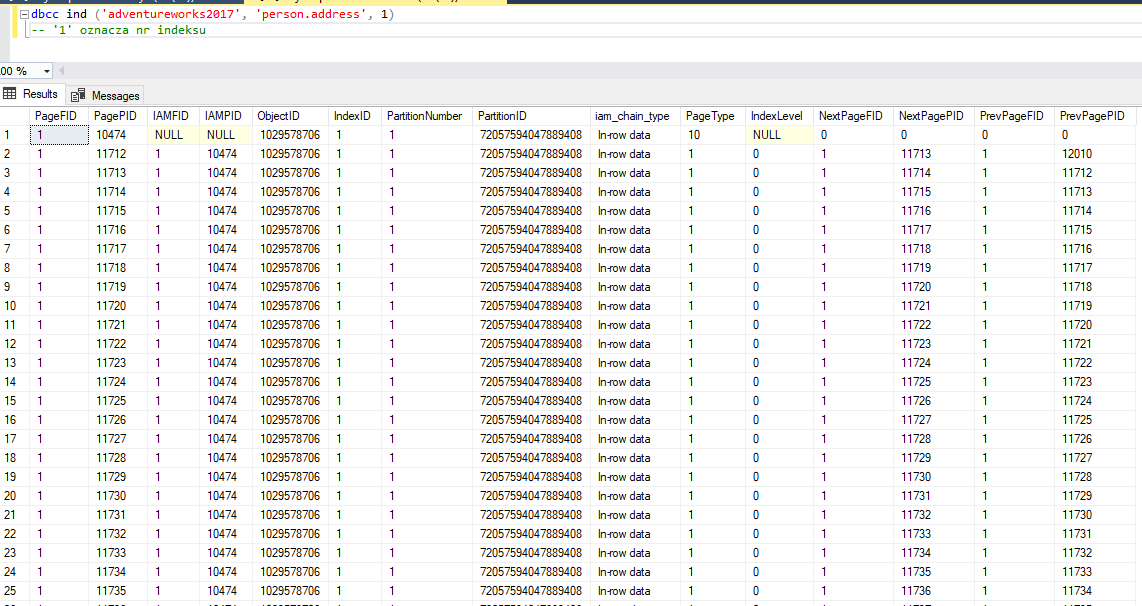 dbcc ind ('adventureworks2017', 'person.address', 1)
-- '1' oznacza nr indeksu
00 %
Results Messages
PageFID PagePID IAMFID IAMPID ObjectID IndexID PartitionNumber PartitionID iam_chain_type PageType IndexLevel NextPageFID NextPagePID PrevPageFID PrevPagePID
1 1 10474 NULL NULL 1029578706 1 1 72057594047889408 In-row data 10 NULL 0 0 0 0
2 1 11712 1 10474 1029578706 1 1 72057594047889408 In-row data 1 0 1 11713 1 12010
3 1 11713 1 10474 1029578706 1 1 72057594047889408 In-row data 1 0 1 11714 1 11712
4 1 11714 1 10474 1029578706 1 1 72057594047889408 In-row data 1 0 1 11715 1 11713
5 1 11715 1 10474 1029578706 1 1 72057594047889408 In-row data 1 0 1 11716 1 11714
6 1 11716 1 10474 1029578706 1 1 72057594047889408 In-row data 1 0 1 11717 1 11715
7 1 11717 1 10474 1029578706 1 1 72057594047889408 In-row data 1 0 1 11718 1 11716
8 1 11718 1 10474 1029578706 1 1 72057594047889408 In-row data 1 0 1 11719 1 11717
9 1 11719 1 10474 1029578706 1 1 72057594047889408 In-row data 1 0 1 11720 1 11718
10 1 11720 1 10474 1029578706 1 1 72057594047889408 In-row data 1 0 1 11721 1 11719
11 1 11721 1 10474 1029578706 1 1 72057594047889408 In-row data 1 0 1 11722 1 11720
12 1 11722 1 10474 1029578706 1 1 72057594047889408 In-row data 1 0 1 11723 1 11721
13 1 11723 1 10474 1029578706 1 1 72057594047889408 In-row data 1 0 1 11724 1 11722
14 1 11724 1 10474 1029578706 1 1 72057594047889408 In-row data 1 0 1 11725 1 11723
15 1 11725 1 10474 1029578706 1 1 72057594047889408 In-row data 1 0 1 11726 1 11724
16 1 11726 1 10474 1029578706 1 1 72057594047889408 In-row data 1 0 1 11727 1 11725
17 1 11727 1 10474 1029578706 1 1 72057594047889408 In-row data 1 0 1 11728 1 11726
18 1 11728 1 10474 1029578706 1 1 72057594047889408 In-row data 1 0 1 11729 1 11727
19 1 11729 1 10474 1029578706 1 1 72057594047889408 In-row data 1 0 1 11730 1 11728
20 1 11730 1 10474 1029578706 1 1 72057594047889408 In-row data 1 0 1 11731 1 11729
21 1 11731 1 10474 1029578706 1 1 72057594047889408 In-row data 1 0 1 11732 1 11730
22 1 11732 1 10474 1029578706 1 1 72057594047889408 In-row data 1 0 1 11733 1 11731
23 1 11733 1 10474 1029578706 1 1 72057594047889408 In-row data 1 0 1 11734 1 11732
24 1 11734 1 10474 1029578706 1 1 72057594047889408 In-row data 1 0 1 11735 1 11733
25 1 11735 1 10474 1029578706 1 1 72057594047889408 In-row data 1 0 1 11736 1 11734